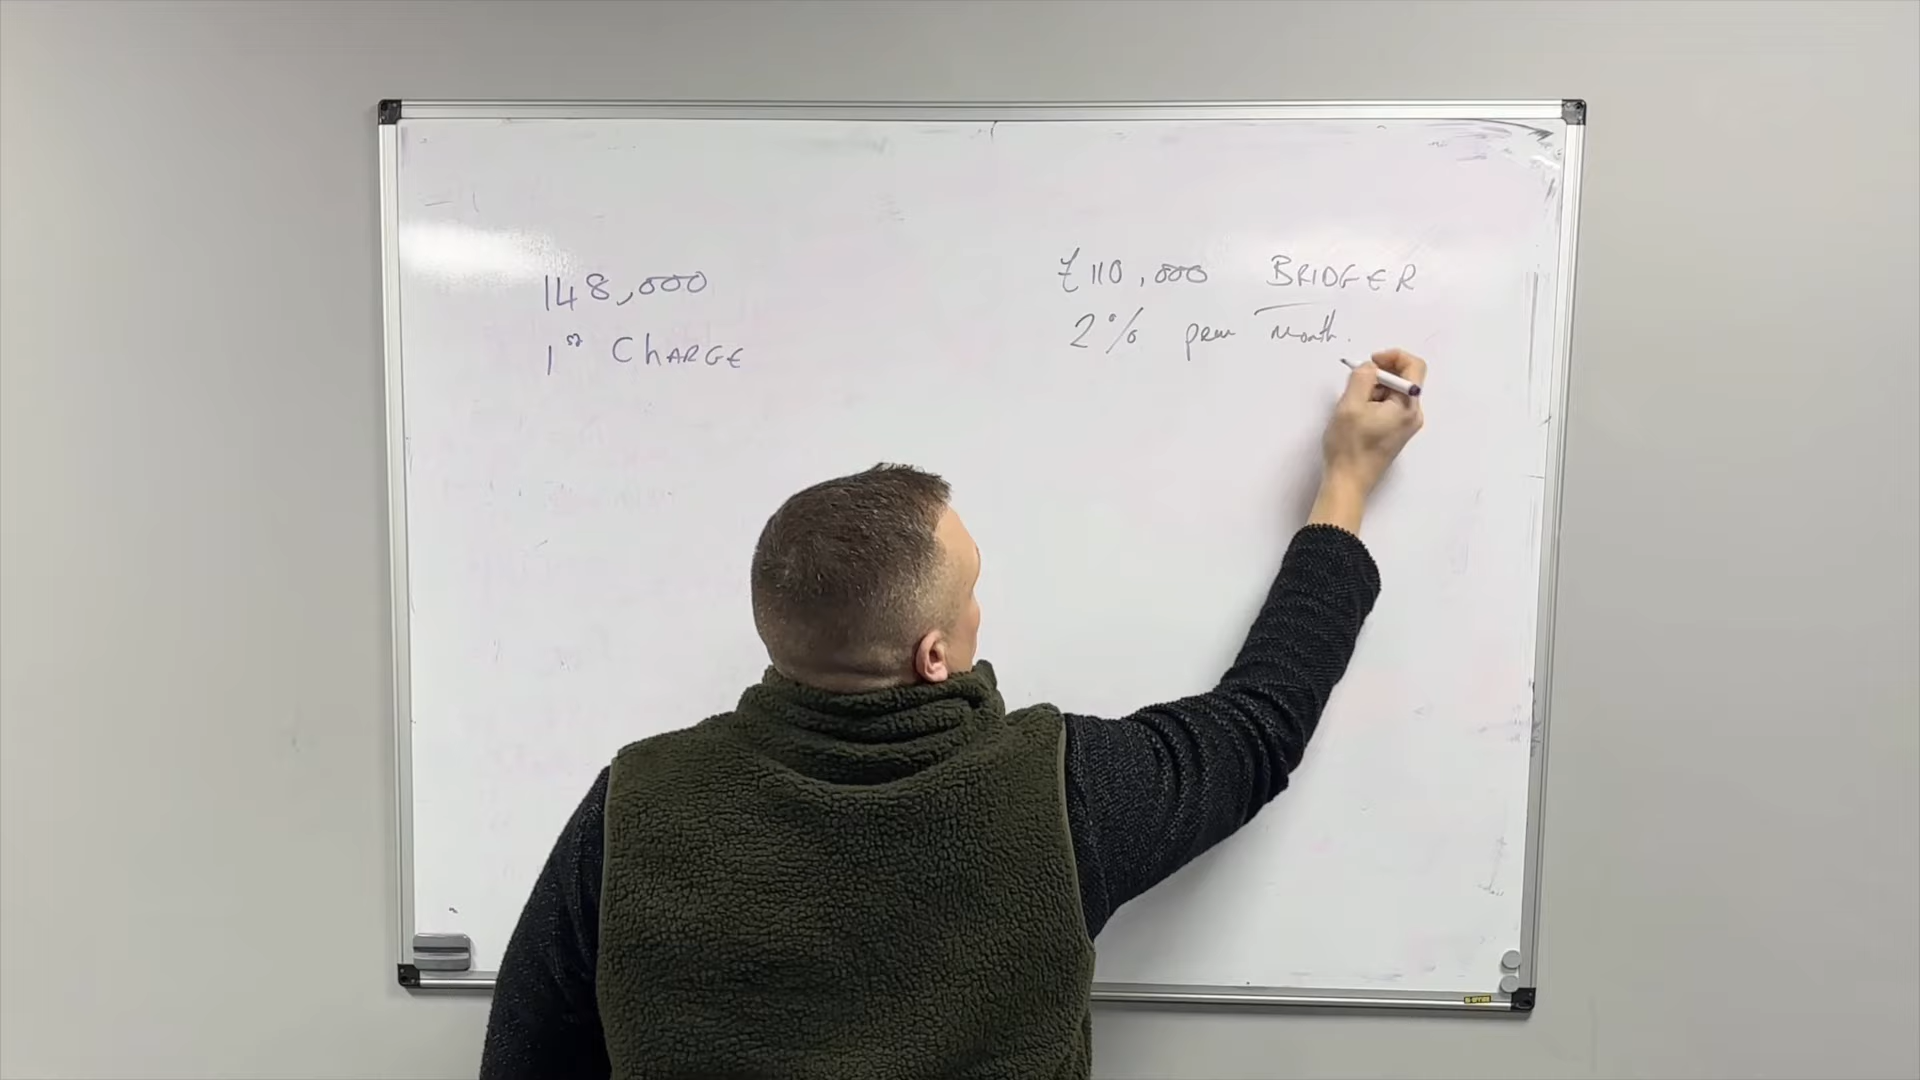 148,000
1st CHARGE
£110,000 BRIDGER
2% per month.